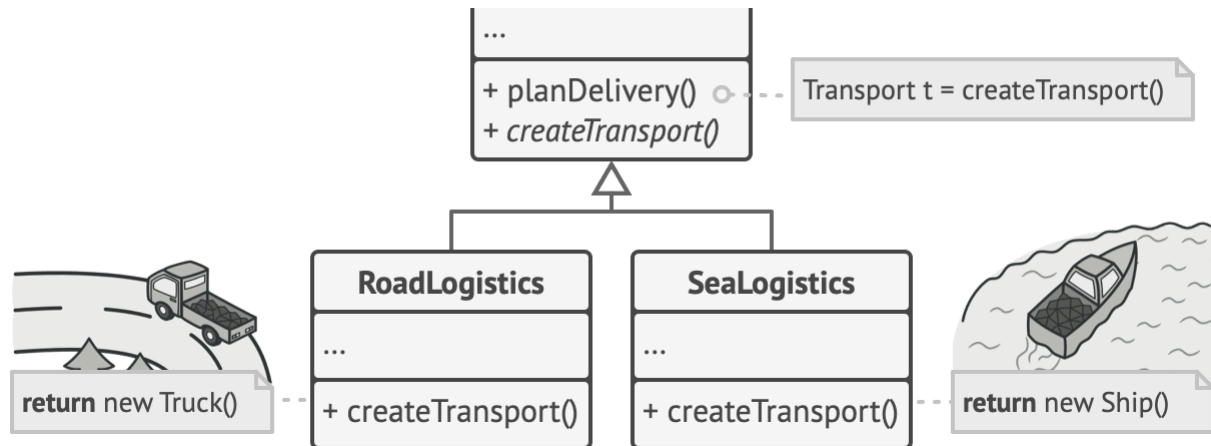 ...
+ planDelivery()
Transport t = createTransport()
+ createTransport()
RoadLogistics
SeaLogistics
...
...
return new Truck()
+ createTransport()
+ createTransport()
return new Ship()